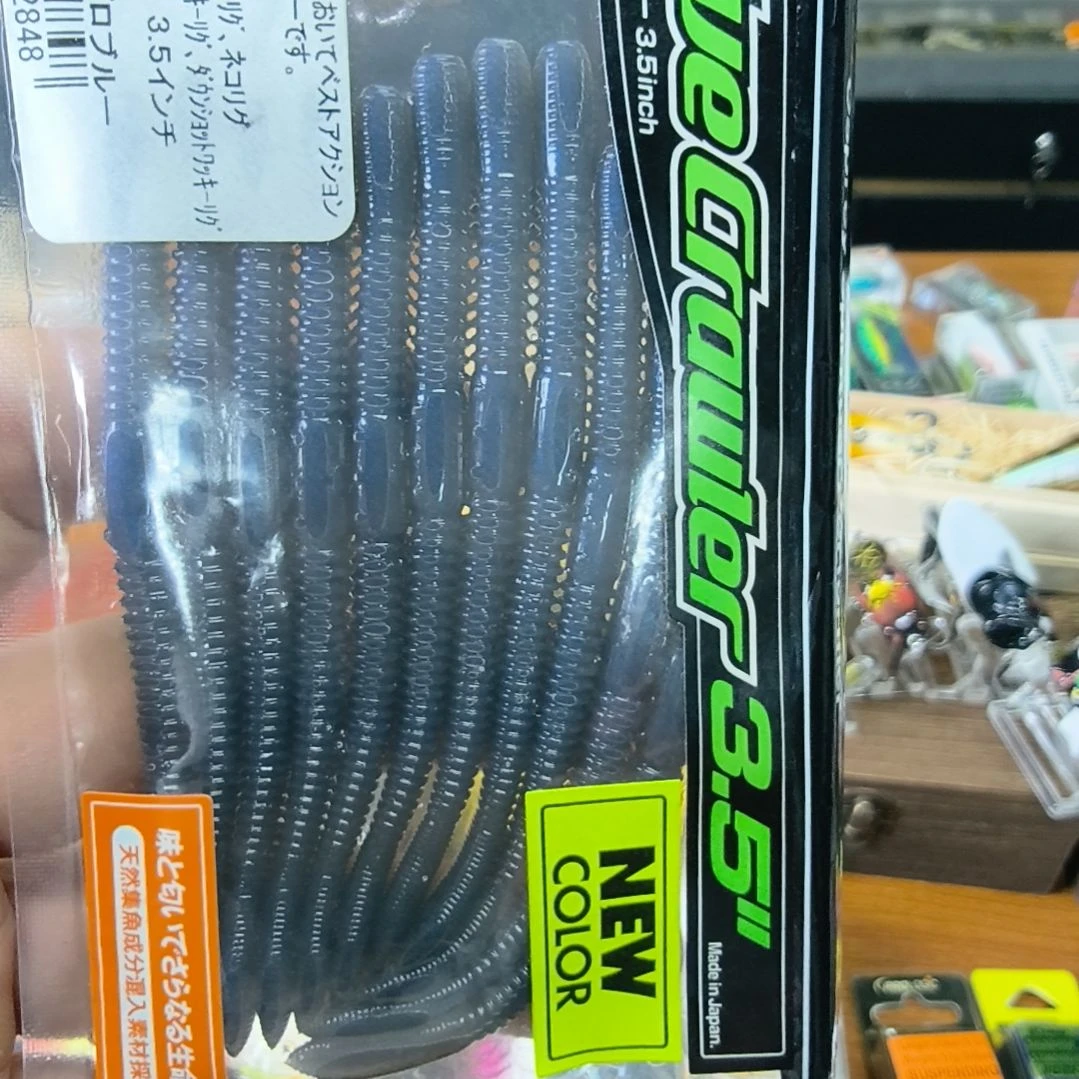 おいてベストアクション
ーです。
リグ、ネコリグ
キーリグ、ダウンショットワッキーリグ
3.5インチ
ロブルー
2848
3.5inch
Crawler 3.5"
Made in Japan.
NEW
COLOR
味と匂いでさらなる生
天然集魚成分混入素材採
SUSPENDING